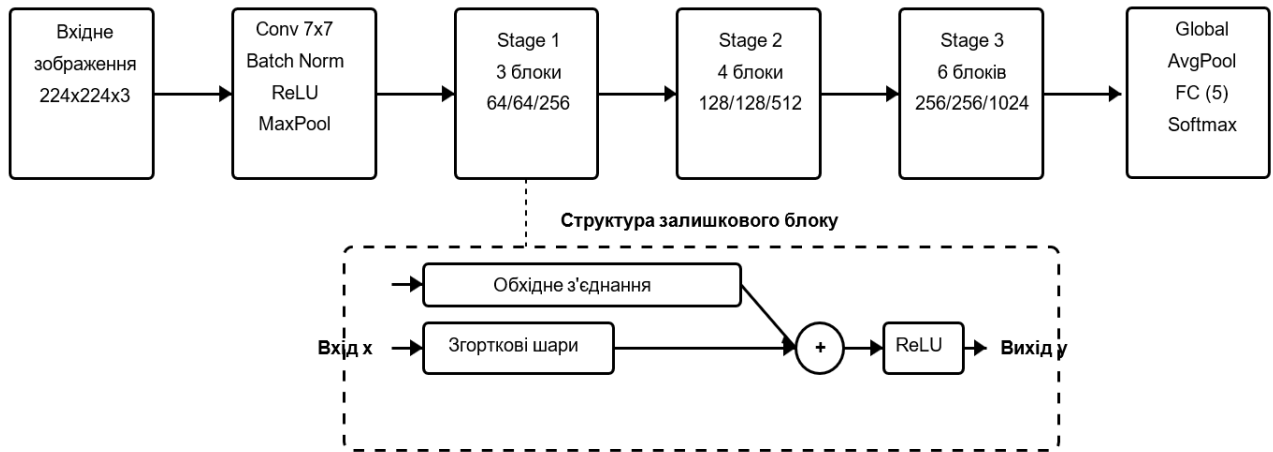 Вхідне
зображення
224x224x3
Conv 7x7
Batch Norm
ReLU
MaxPool
Stage 1
3 блоки
64/64/256
Stage 2
4 блоки
128/128/512
Stage 3
6 блоків
256/256/1024
Global
AvgPool
FC (5)
Softmax
Структура залишкового блоку
Обхідне з'єднання
Вхід x
Згорткові шари
+
ReLU
Вихід y